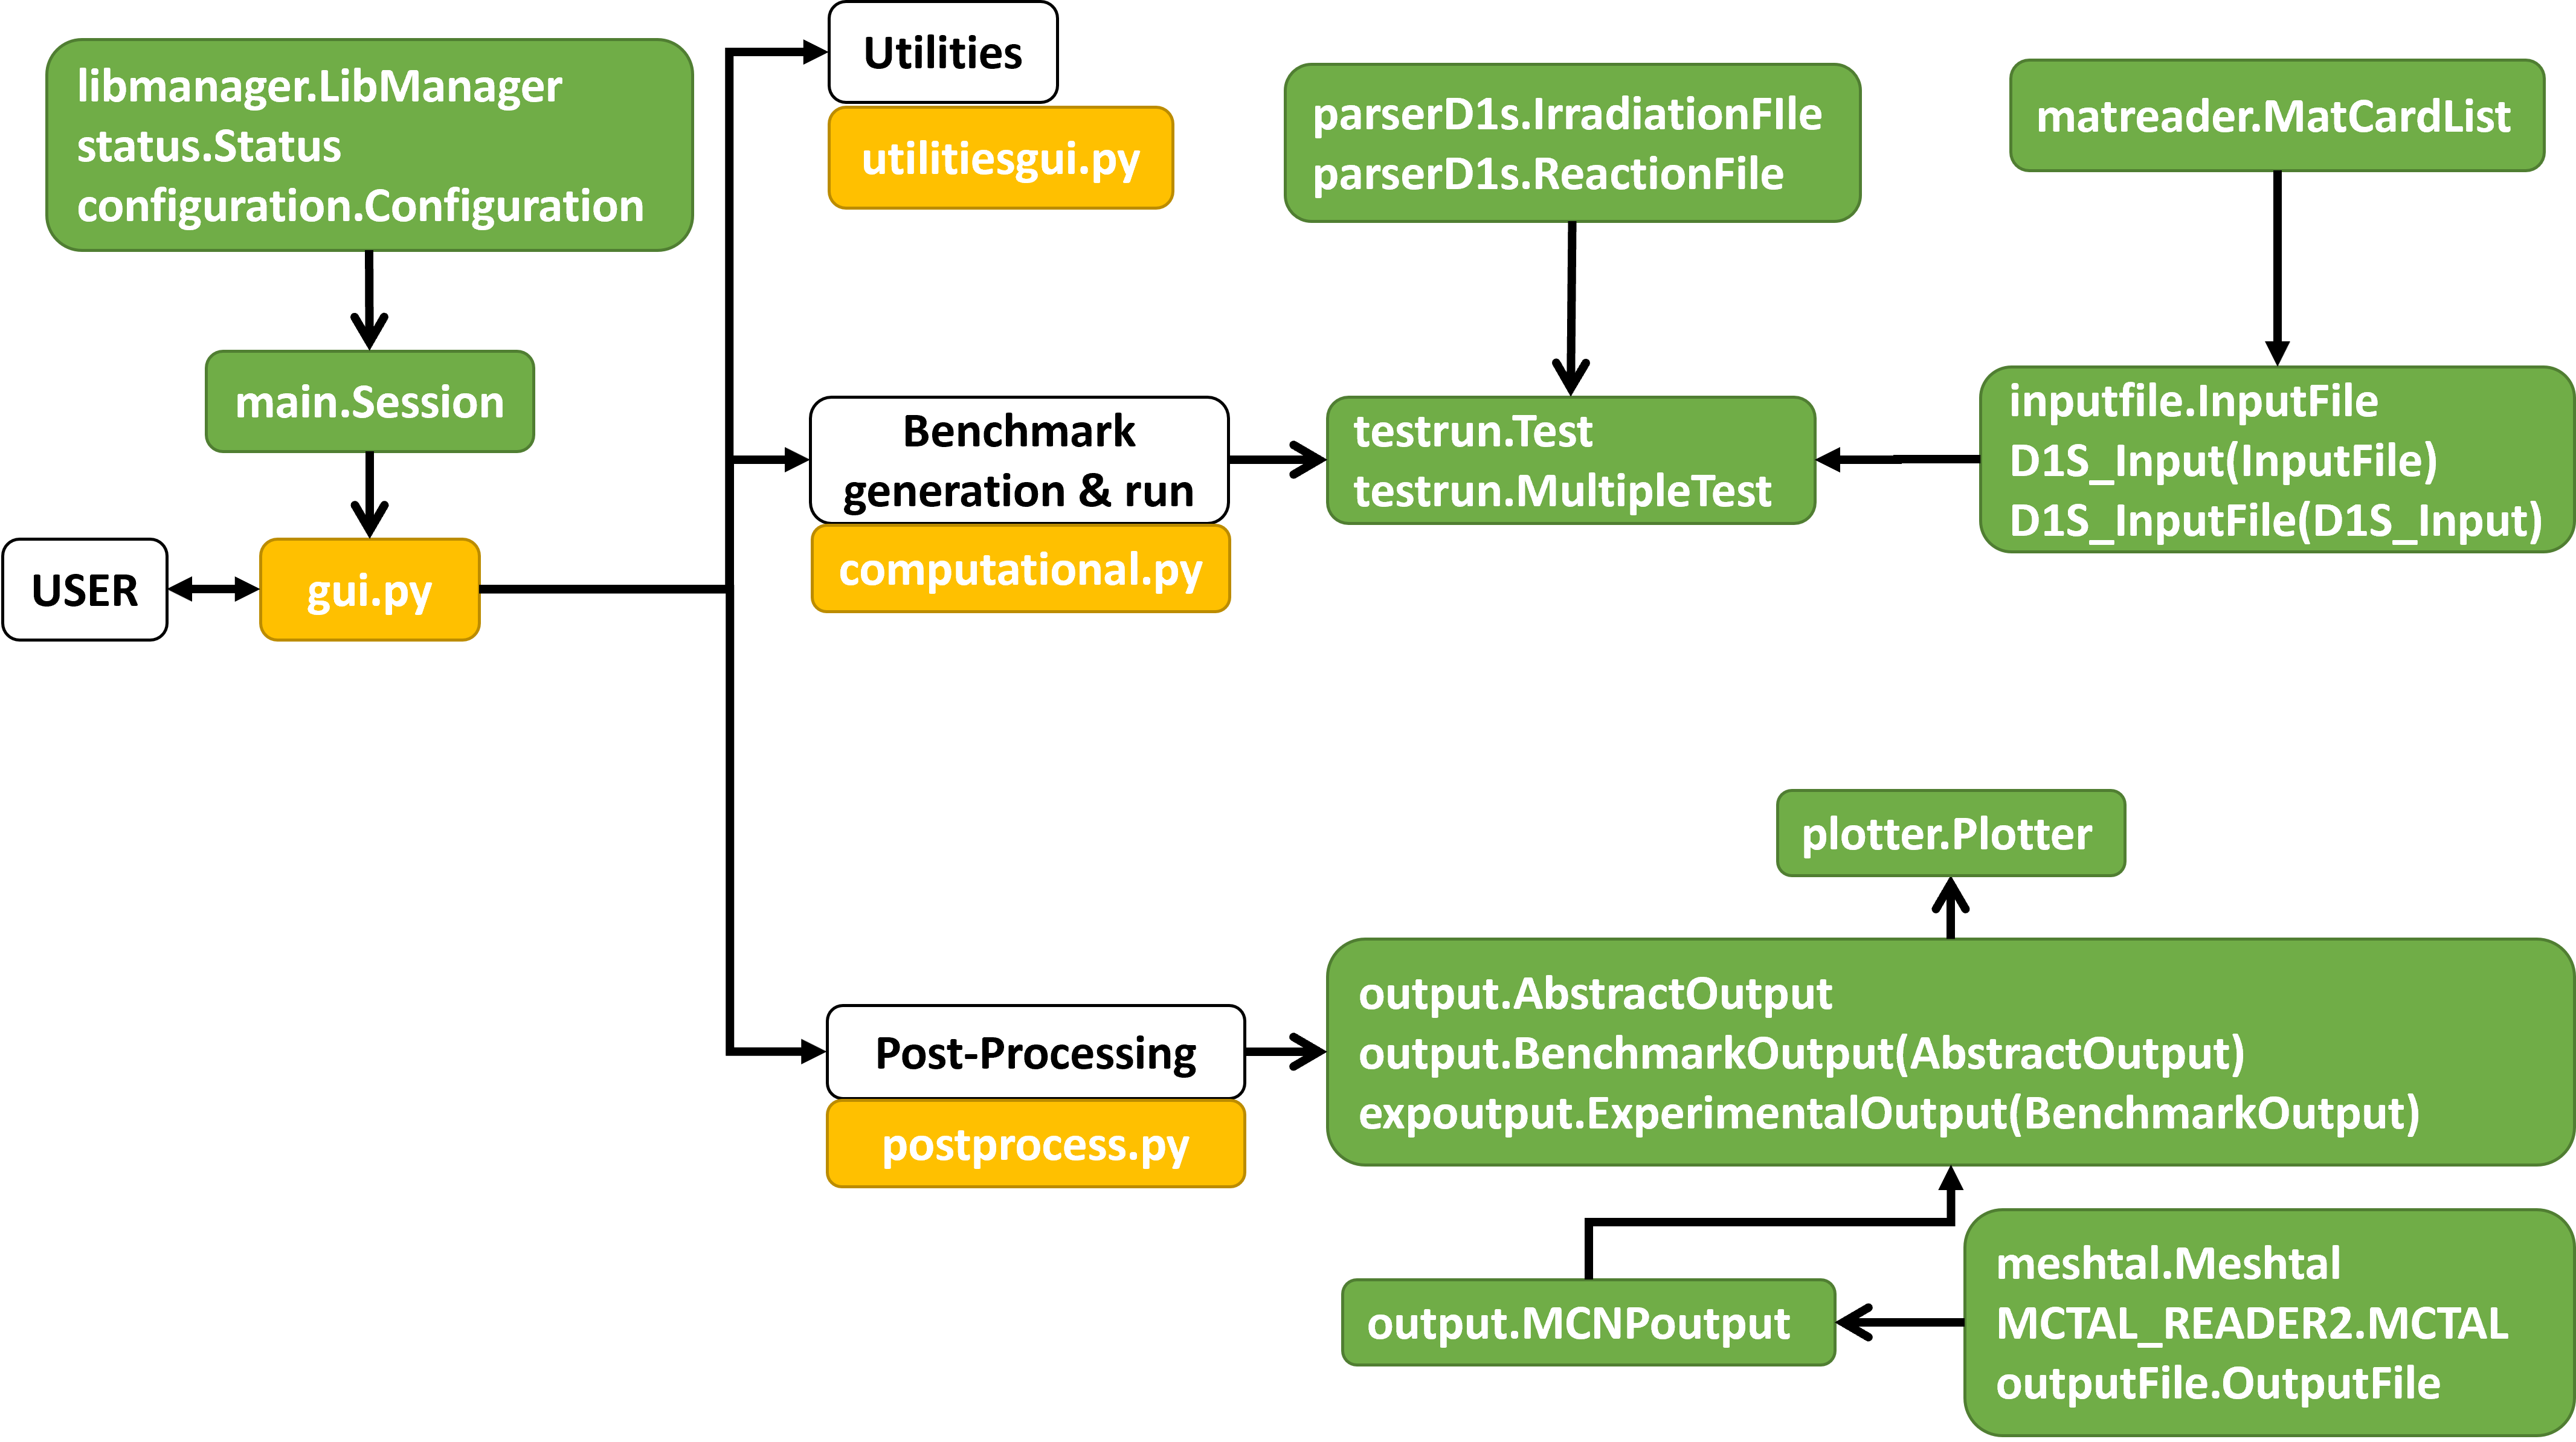 libmanager.LibManager
status.Status
configuration.Configuration
main.Session
USER
gui.py
Utilities
utilitiesgui.py
Benchmark
generation & run
computational.py
Post-Processing
postprocess.py
parserD1s.IrradiationFIle
parserD1s.ReactionFile
testrun.Test
testrun.MultipleTest
matreader.MatCardList
inputfile.InputFile
D1S_Input(InputFile)
D1S_InputFile(D1S_Input)
plotter.Plotter
output.AbstractOutput
output.BenchmarkOutput(AbstractOutput)
expoutput.ExperimentalOutput(BenchmarkOutput)
output.MCNPoutput
meshtal.Meshtal
MCTAL_READER2.MCTAL
outputFile.OutputFile